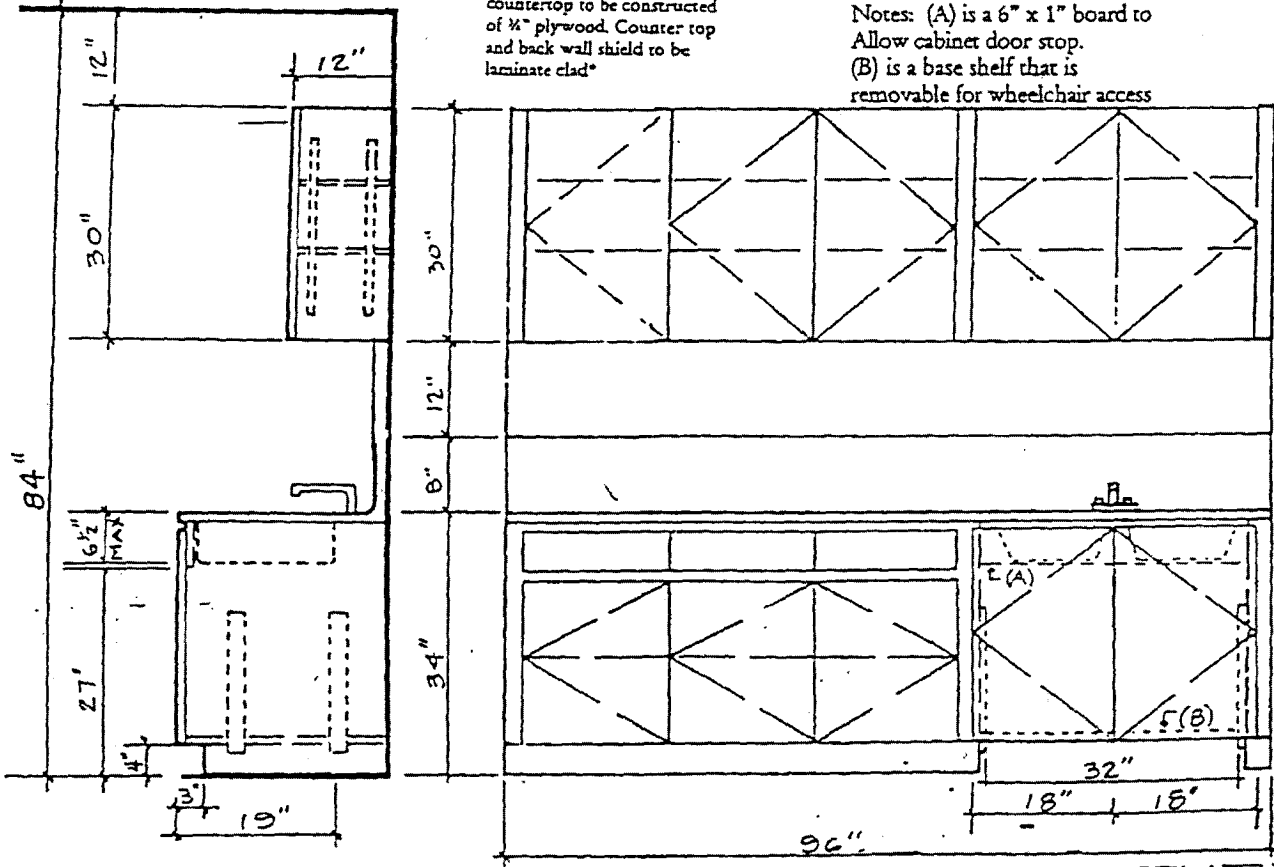 countertop to be constructed
of ¾" plywood. Counter top
and back wall shield to be
laminate clad*
Notes: (A) is a 6" x 1" board to
Allow cabinet door stop.
(B) is a base shelf that is
removable for wheelchair access
12"
12"
30"
30"
12"
8"
84"
6½"
MAX
27'
34"
4"
3"
19"
(A)
(B)
32"
18"
18"
96"